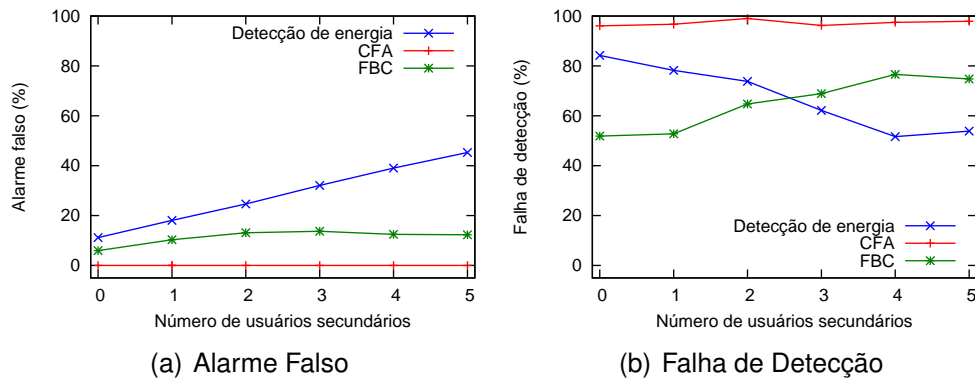 Alarme falso (%)
100
80
60
40
20
0
Detecção de energia
CFA
FBC
0 1 2 3 4 5
Número de usuários secundários
(a) Alarme Falso
Falha de detecção (%)
100
80
60
40
20
0
Detecção de energia
CFA
FBC
0 1 2 3 4 5
Número de usuários secundários
(b) Falha de Detecção